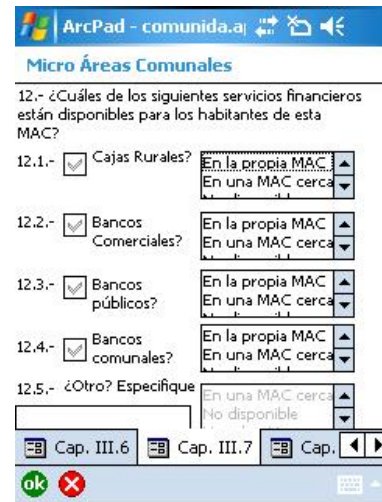 ArcPad - comunida.a
Micro Áreas Comunales
12.- ¿Cuáles de los siguientes servicios financieros
están disponibles para los habitantes de esta
MAC?
12.1.- Cajas Rurales?
En la propia MAC
En una MAC cerca
12.2.- Bancos
Comerciales?
En la propia MAC
En una MAC cerca
12.3.- Bancos
públicos?
En la propia MAC
En una MAC cerca
12.4.- Bancos
comunales?
En la propia MAC
En una MAC cerca
12.5.- ¿Otro? Especifique
En una MAC cerca
No disponible
Cap. III.6 Cap. III.7 Cap.
ok